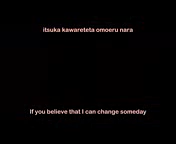 itsuka kawareteta omoeru nara
If you believe that I can change someday